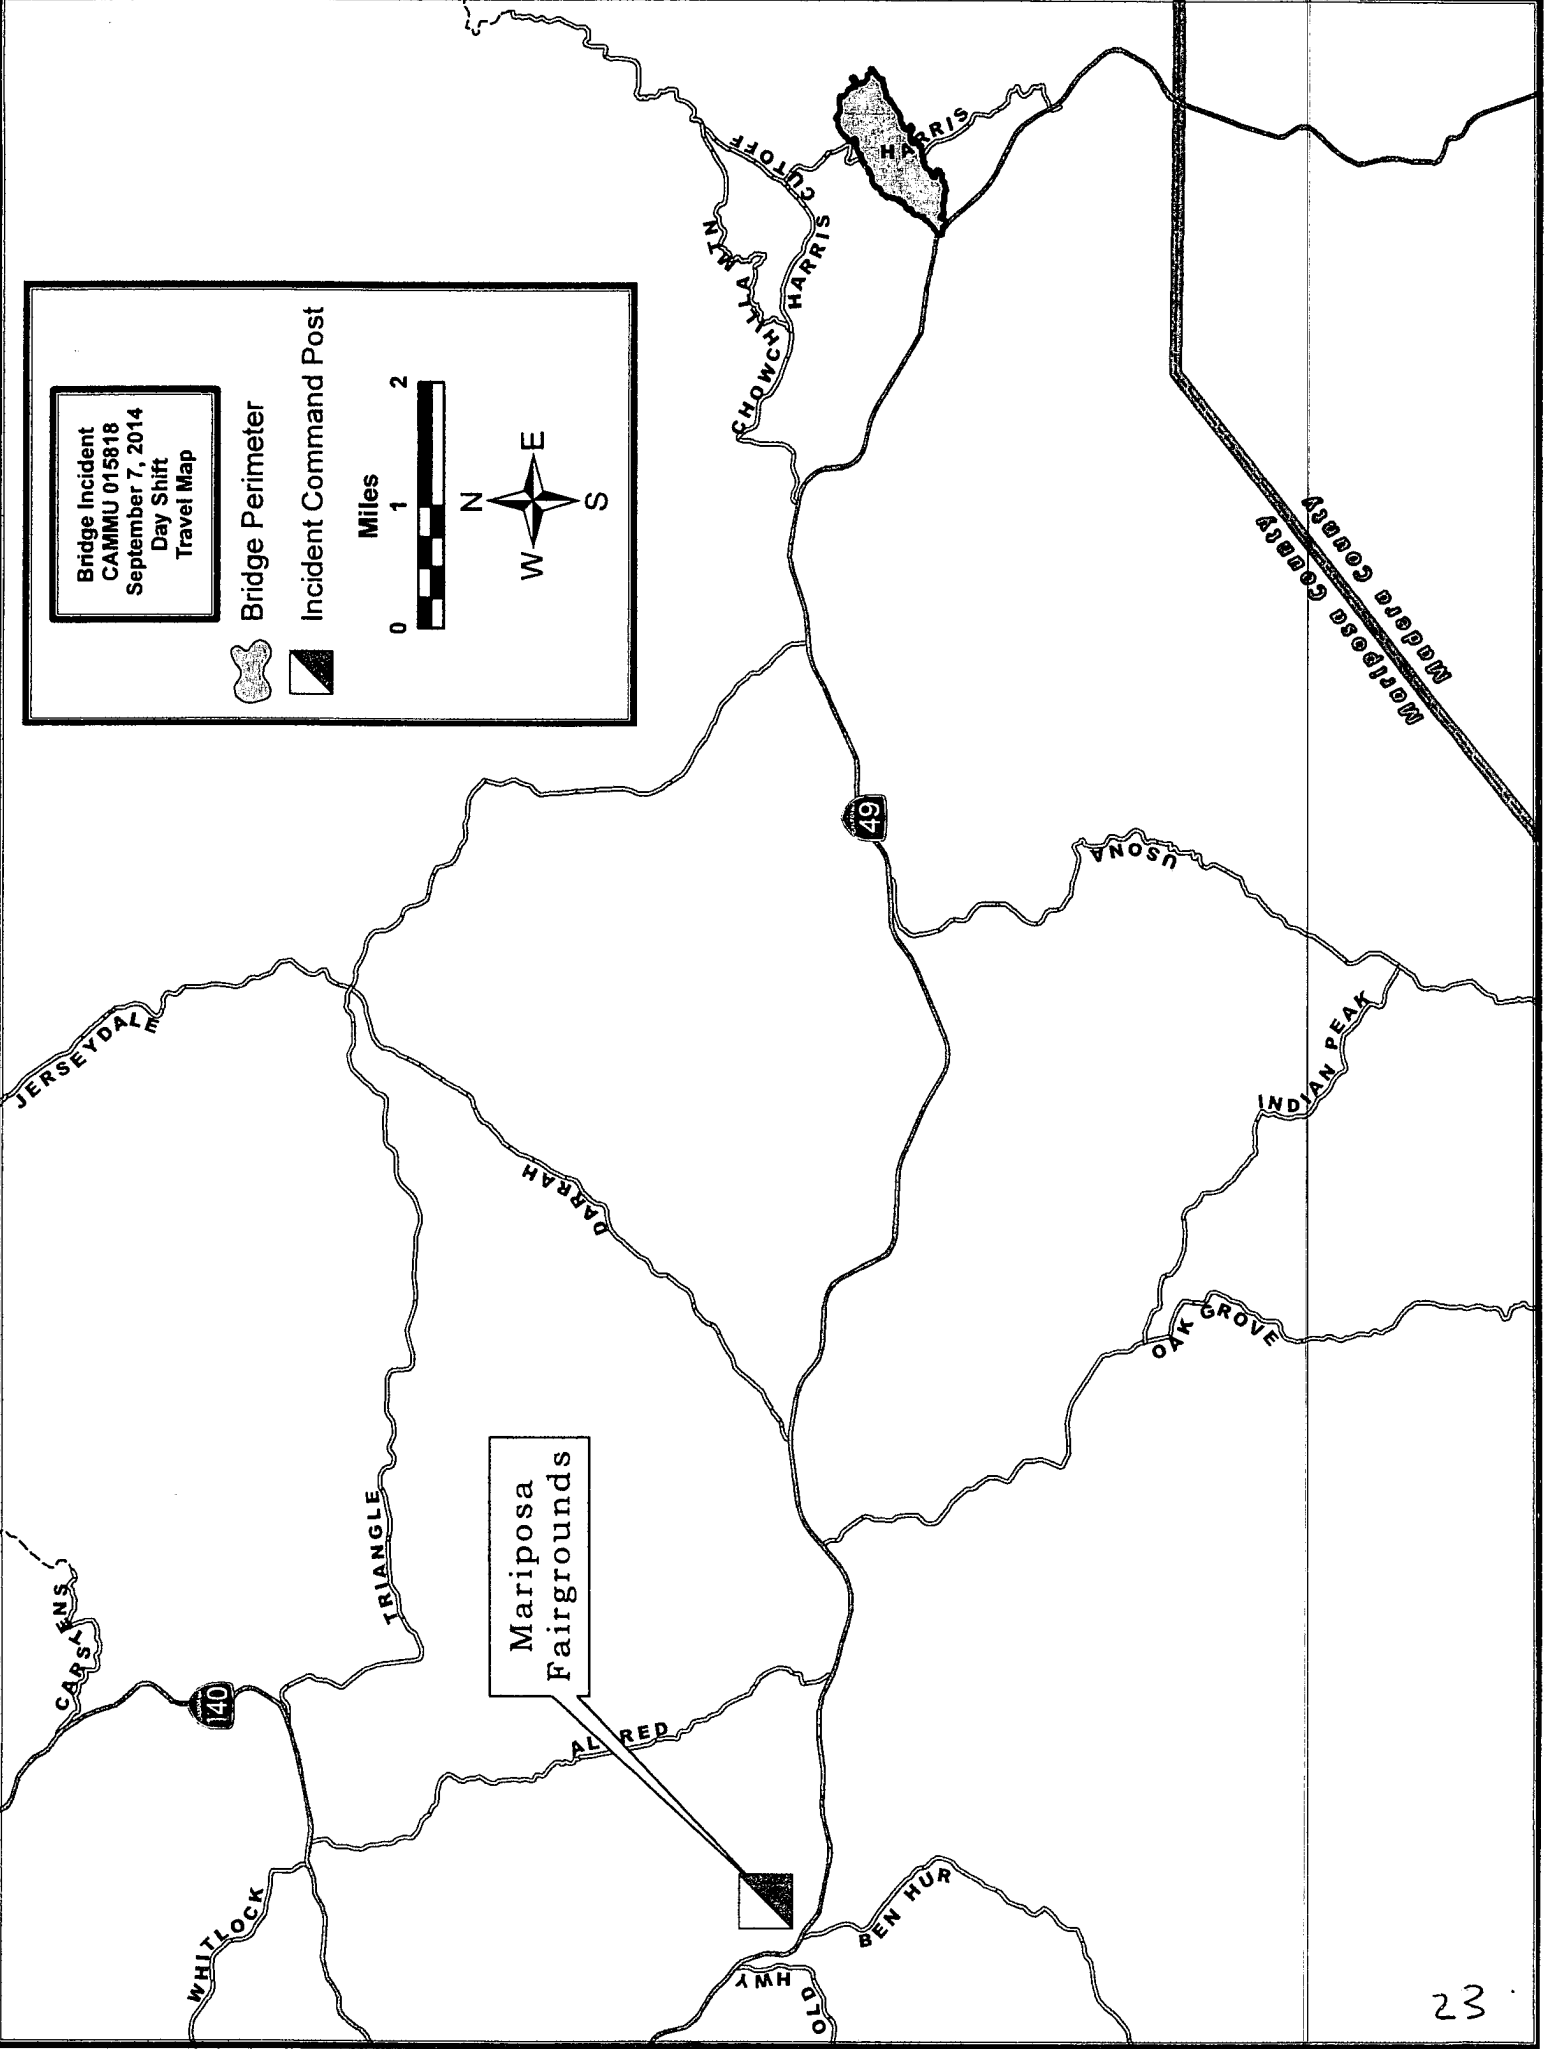 Bridge Incident
CAMMU 015818
September 7, 2014
Day Shift
Travel Map
Bridge Perimeter
Incident Command Post
Miles
0 1 2
N
W E
S
JERSEYDALE
CARSTENS
140
WHITLOCK
TRIANGLE
DARRAH
ALLRED
Mariposa
Fairgrounds
CHOWCHILLA MTN
HARRIS CUTOFF
HARRIS
49
OLD HWY
BEN HUR
OAK GROVE
INDIAN PEAK
USONA
Mariposa County
Madera County
23